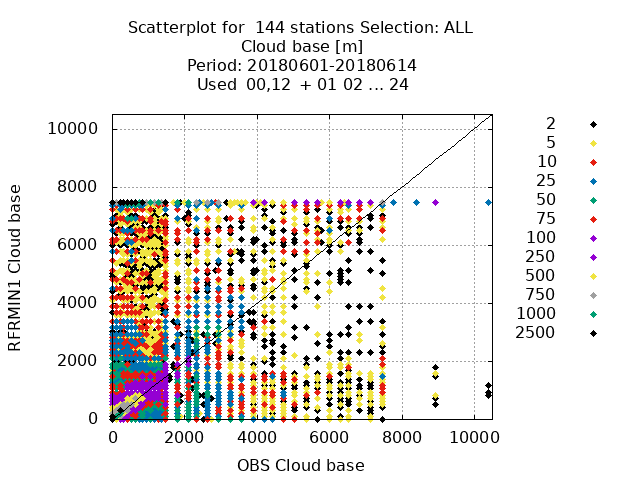 Scatterplot for 144 stations Selection: ALL
Cloud base [m]
Period: 20180601-20180614
Used 00,12 + 01 02 ... 24
RFRMIN1 Cloud base
10000
8000
6000
4000
2000
0
0 2000 4000 6000 8000 10000
OBS Cloud base
2
5
10
25
50
75
100
250
500
750
1000
2500